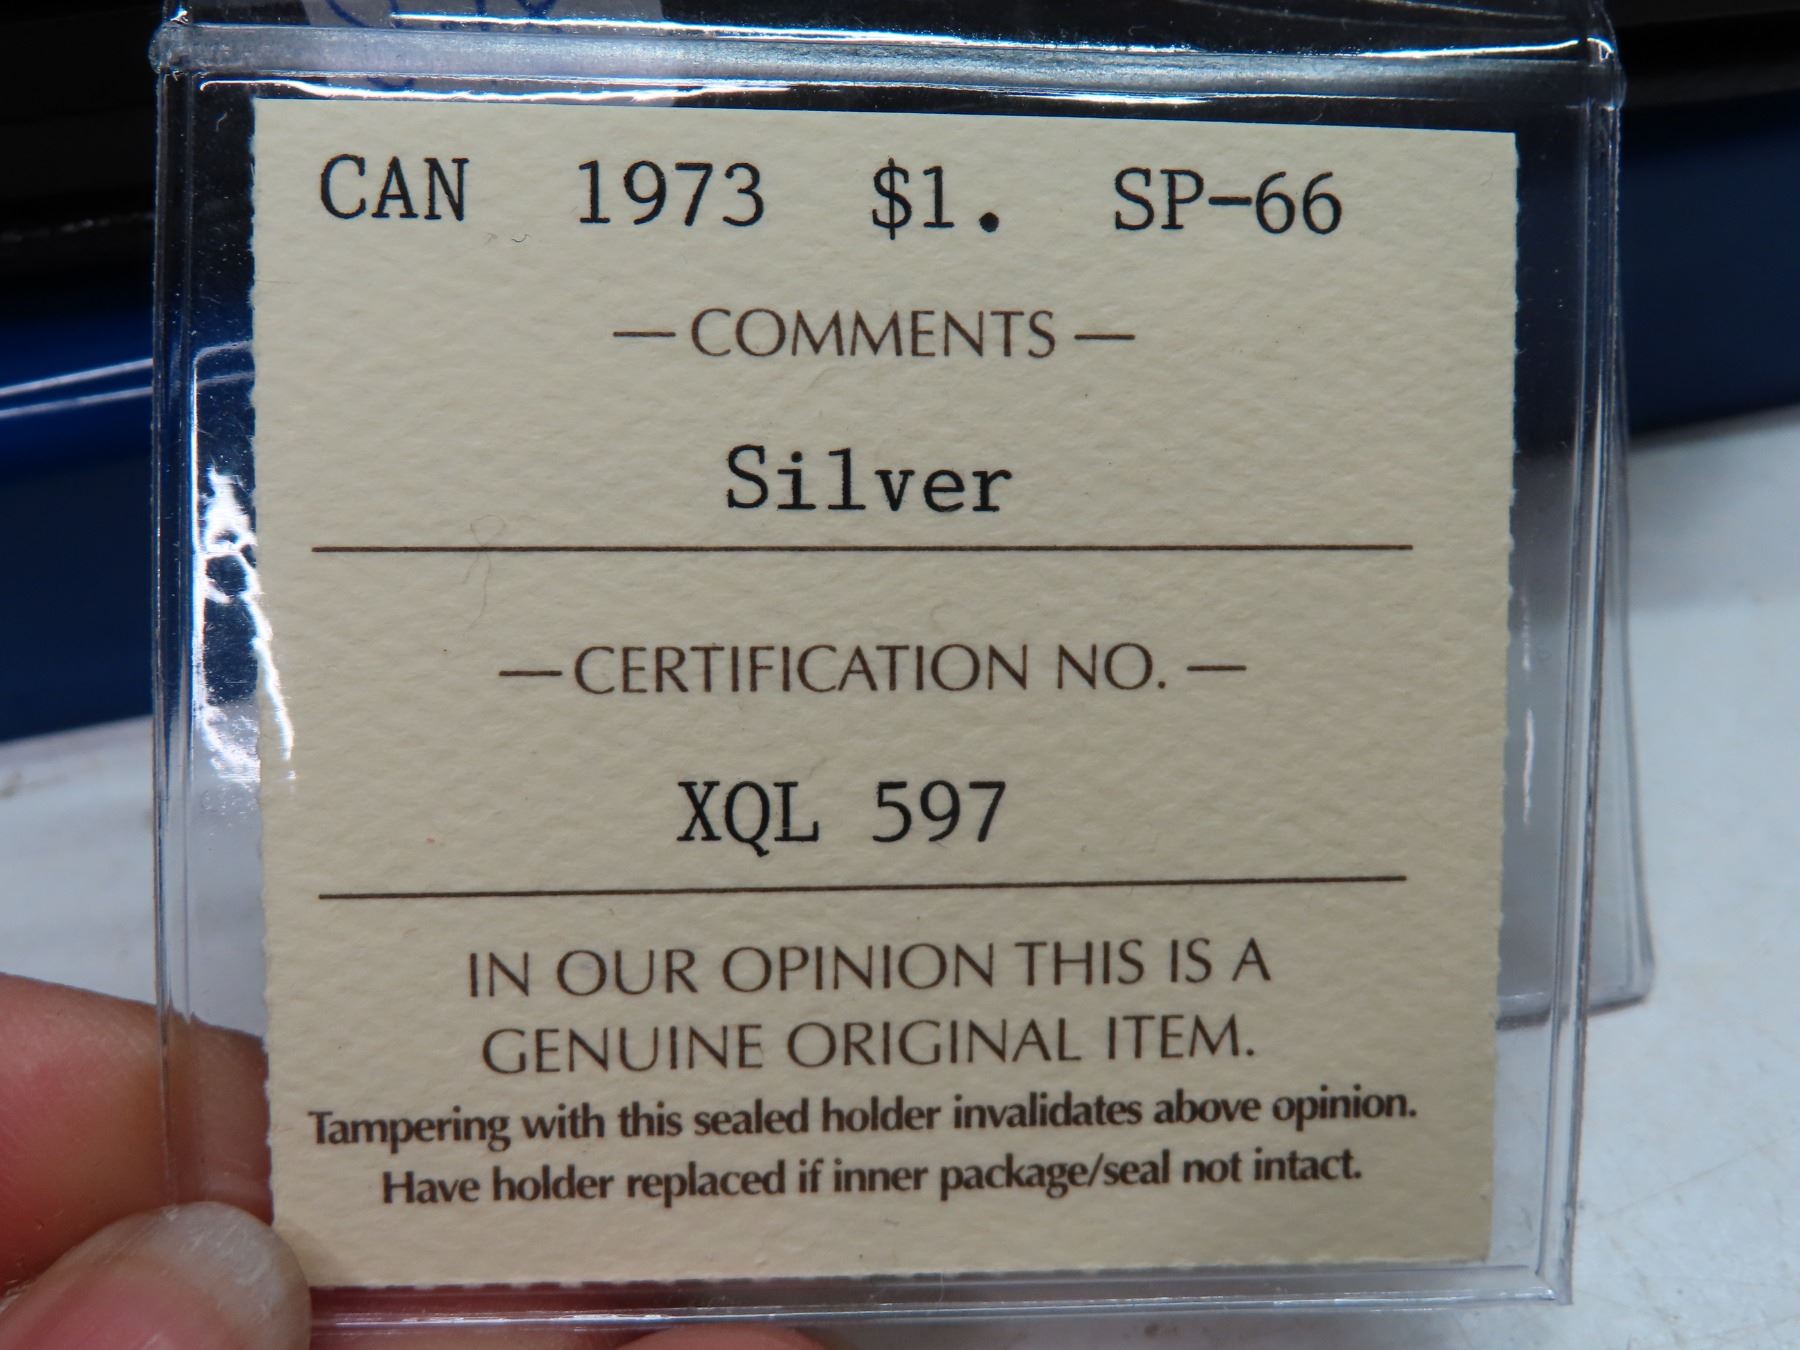 CAN 1973 $1. SP-66
— COMMENTS —
Silver
— CERTIFICATION NO. —
XQL 597
IN OUR OPINION THIS IS A
GENUINE ORIGINAL ITEM.
Tampering with this sealed holder invalidates above opinion.
Have holder replaced if inner package/seal not intact.